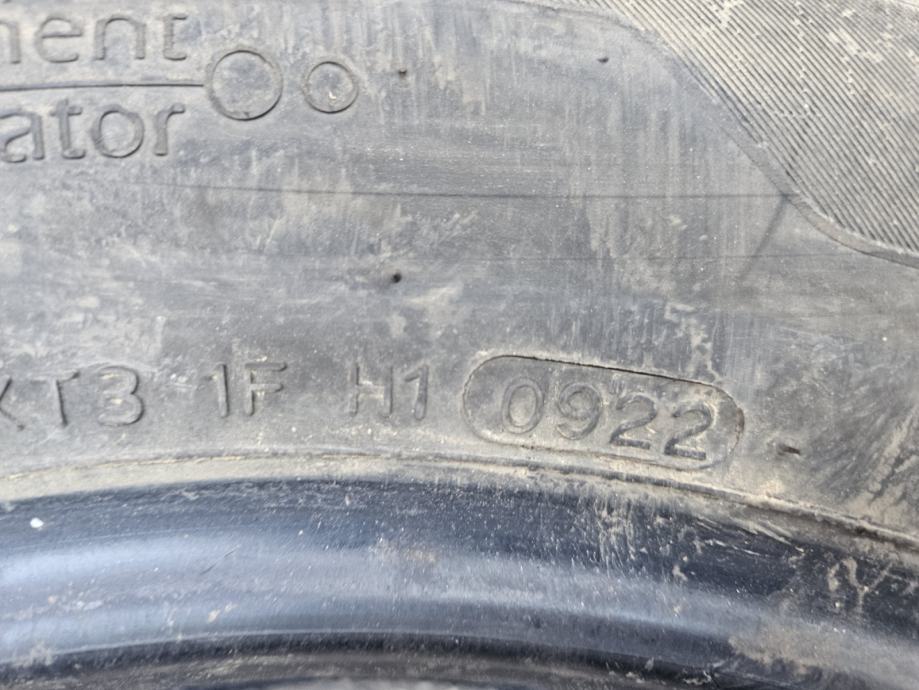 ment
ator
XT3 1F H1 0922